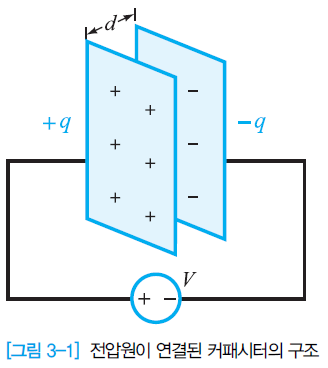 d
+q
-q
+ -
+
+ -
+
+ -
+
V
+ -
[그림 3-1] 전압원이 연결된 커패시터의 구조